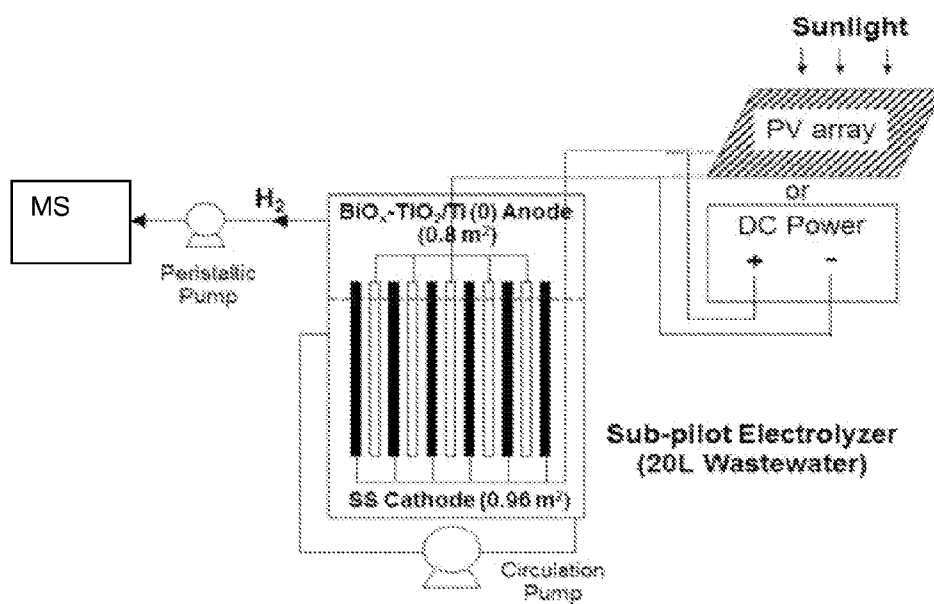 Sunlight
PV array
or
DC Power
+ -
MS
H₂
Peristaltic
Pump
BiOₓ-TiO₂/Ti (0) Anode
(0.8 m²)
SS Cathode (0.96 m²)
Sub-pilot Electrolyzer
(20L Wastewater)
Circulation
Pump